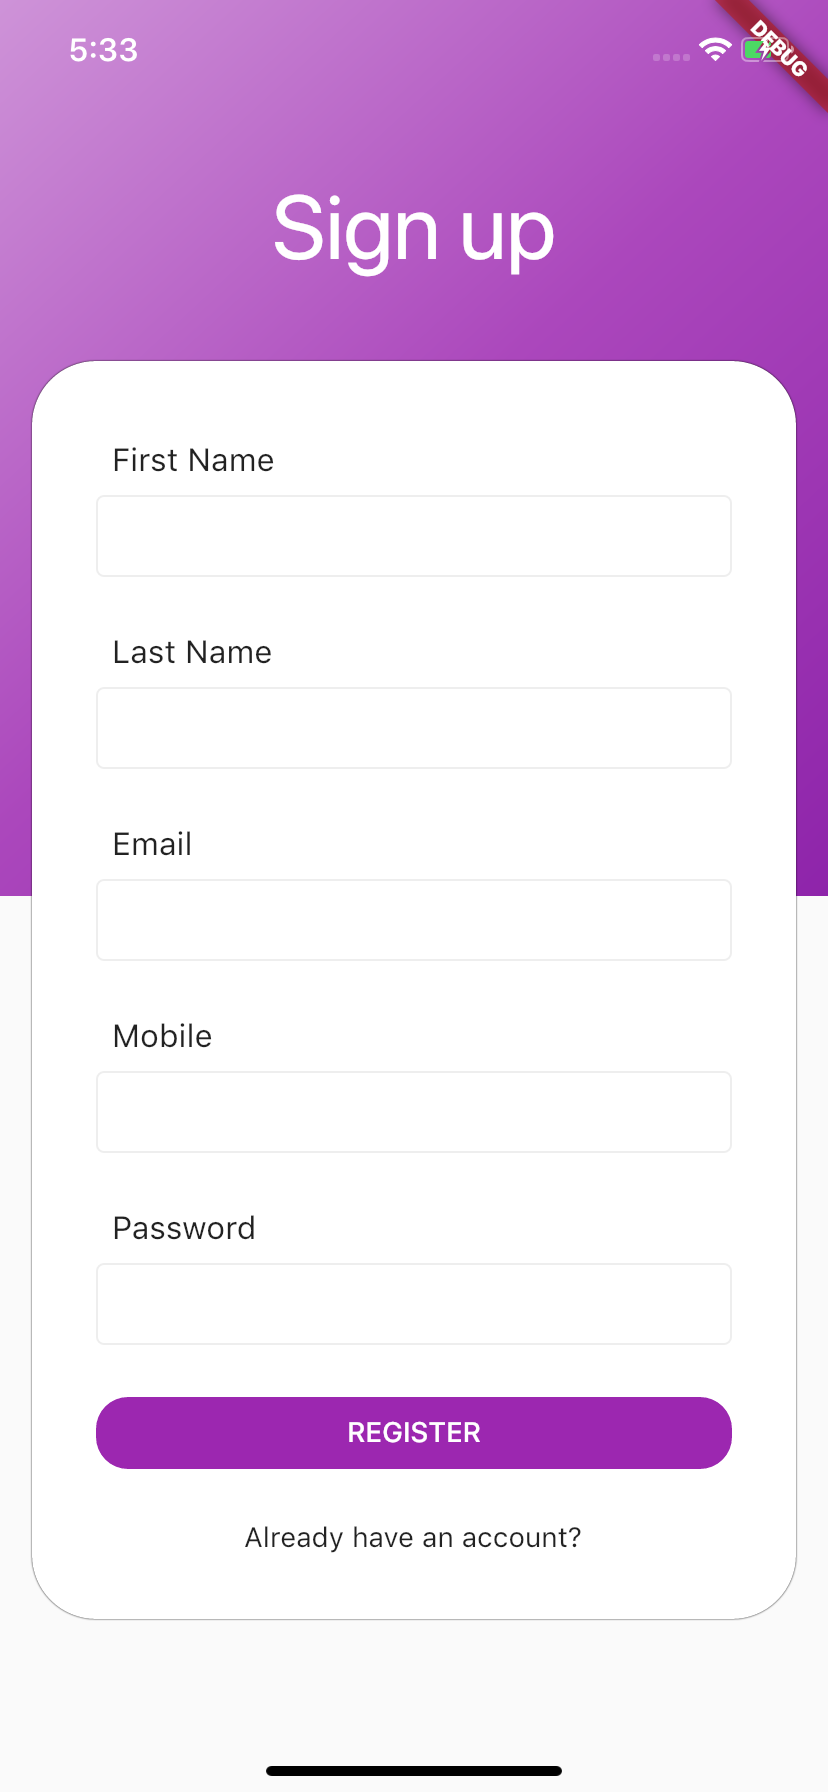 5:33
DEBUG
Sign up
First Name
Last Name
Email
Mobile
Password
REGISTER
Already have an account?